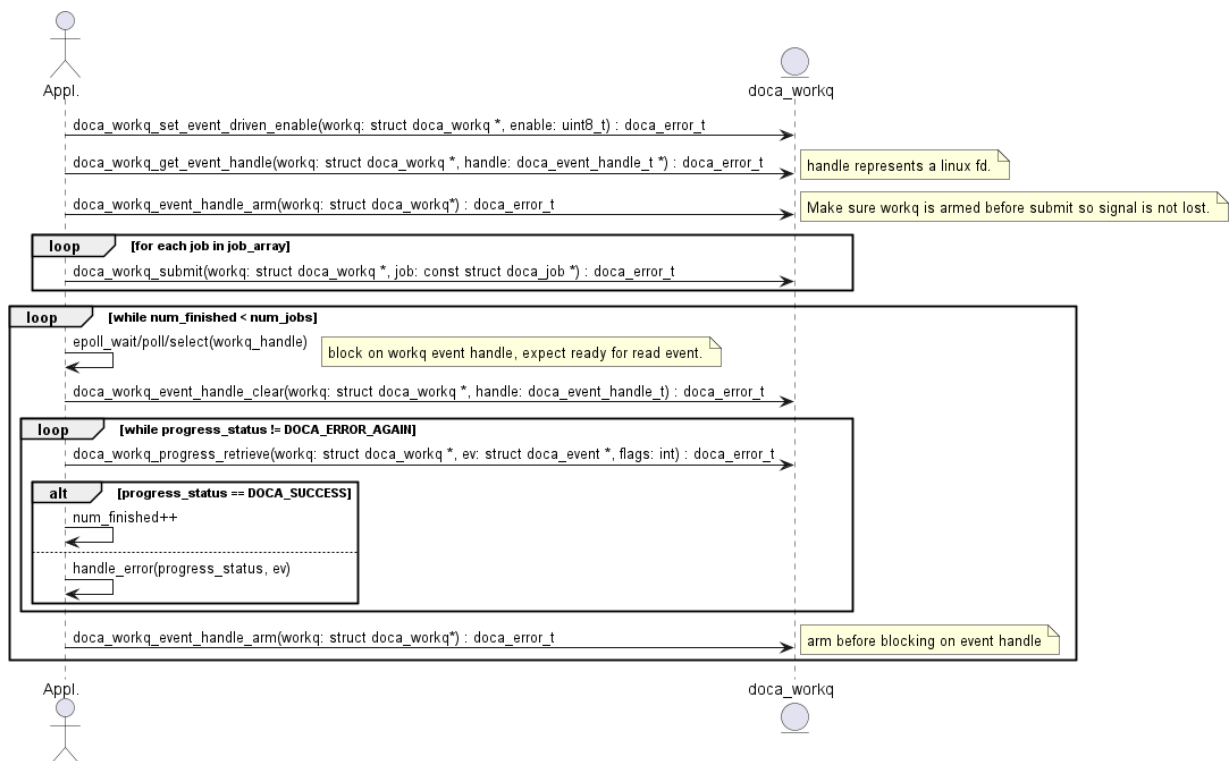 Appl.
doca_workq
doca_workq_set_event_driven_enable(workq: struct doca_workq *, enable: uint8_t) : doca_error_t
doca_workq_get_event_handle(workq: struct doca_workq *, handle: doca_event_handle_t *) : doca_error_t
handle represents a linux fd.
doca_workq_event_handle_arm(workq: struct doca_workq*) : doca_error_t
Make sure workq is armed before submit so signal is not lost.
loop [for each job in job_array]
doca_workq_submit(workq: struct doca_workq *, job: const struct doca_job *) : doca_error_t
loop [while num_finished < num_jobs]
epoll_wait/poll/select(workq_handle)
block on workq event handle, expect ready for read event.
doca_workq_event_handle_clear(workq: struct doca_workq *, handle: doca_event_handle_t) : doca_error_t
loop [while progress_status != DOCA_ERROR_AGAIN]
doca_workq_progress_retrieve(workq: struct doca_workq *, ev: struct doca_event *, flags: int) : doca_error_t
alt [progress_status == DOCA_SUCCESS]
num_finished++
handle_error(progress_status, ev)
doca_workq_event_handle_arm(workq: struct doca_workq*) : doca_error_t
arm before blocking on event handle
Appl.
doca_workq